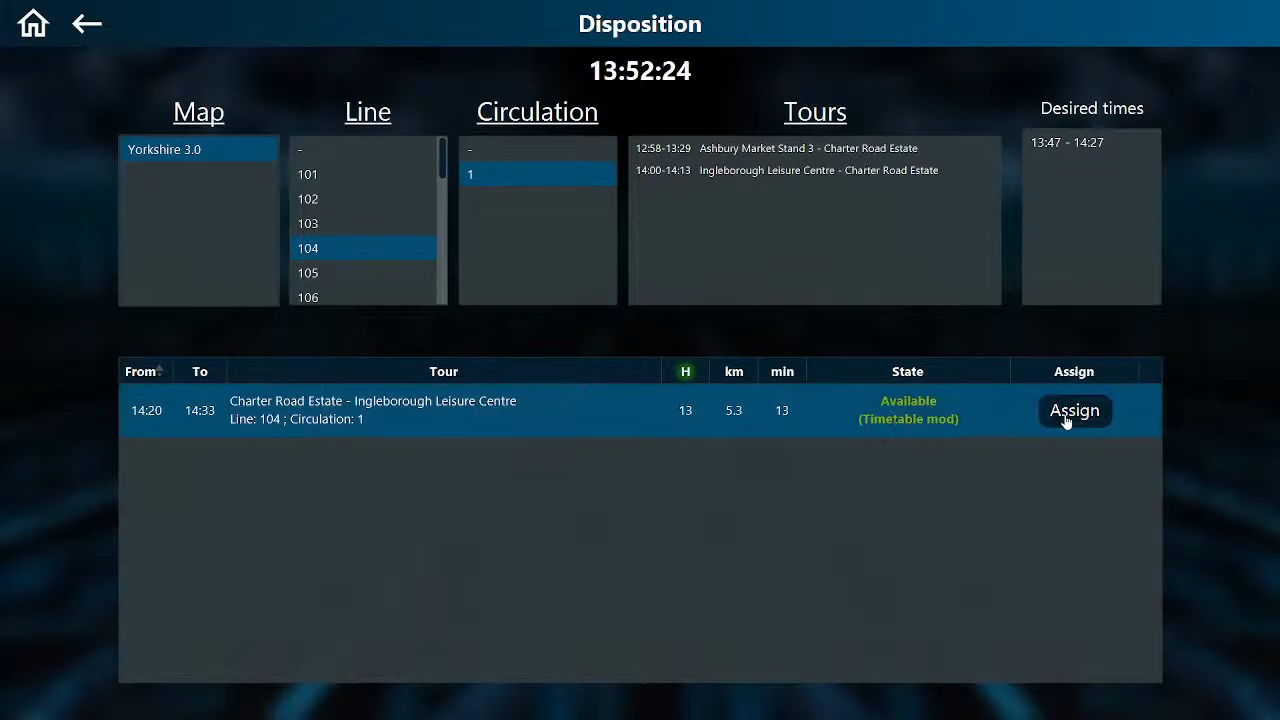 Disposition
13:52:24
Map
Line
Circulation
Tours
Desired times
Yorkshire 3.0
-
101
102
103
104
105
106
-
1
12:58-13:29 Ashbury Market Stand 3 - Charter Road Estate
14:00-14:13 Ingleborough Leisure Centre - Charter Road Estate
13:47 - 14:27
From To Tour H km min State Assign
14:20 14:33 Charter Road Estate - Ingleborough Leisure Centre
Line: 104 ; Circulation: 1
13 5.3 13
Available
(Timetable mod)
Assign